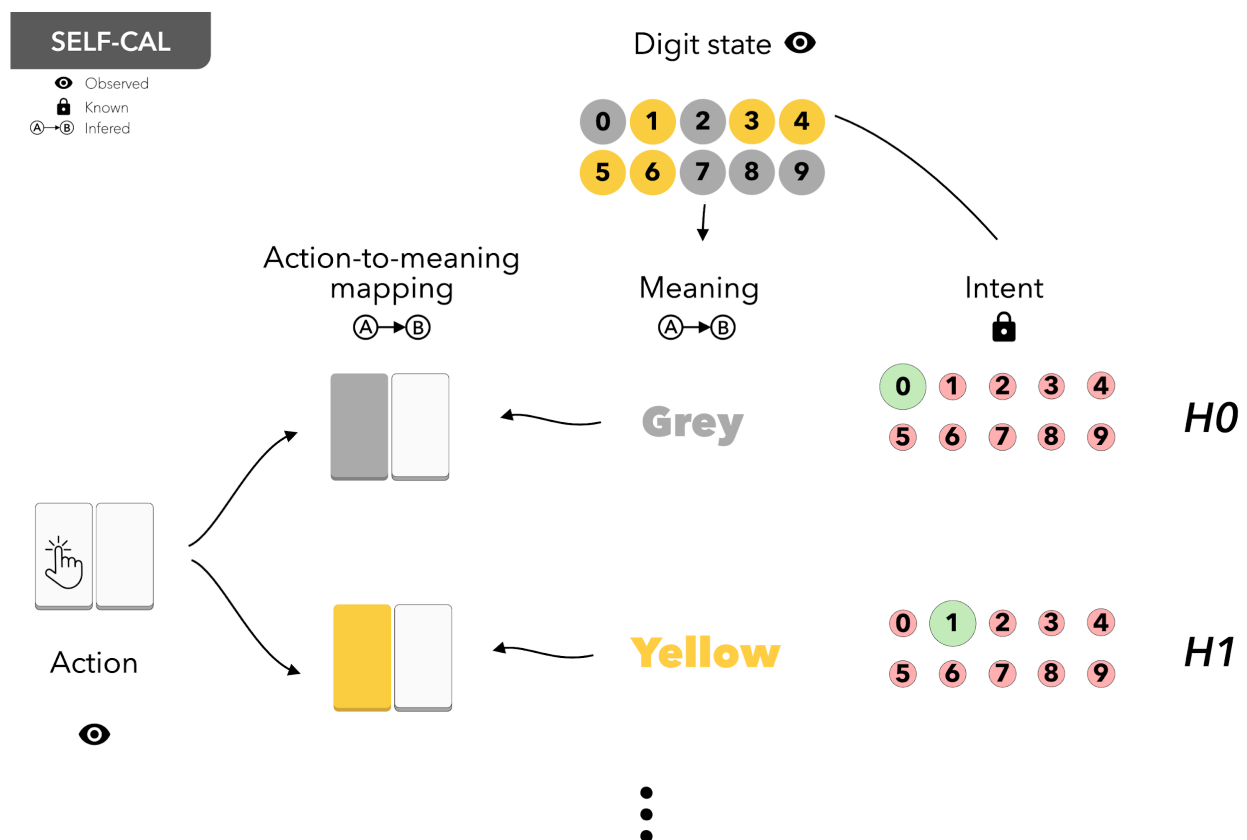 SELF-CAL
Observed
Known
A B Infered
Digit state
0 1 2 3 4
5 6 7 8 9
Action-to-meaning
mapping
A B
Meaning
A B
Intent
Grey
0 1 2 3 4
5 6 7 8 9
H0
Action
Yellow
0 1 2 3 4
5 6 7 8 9
H1